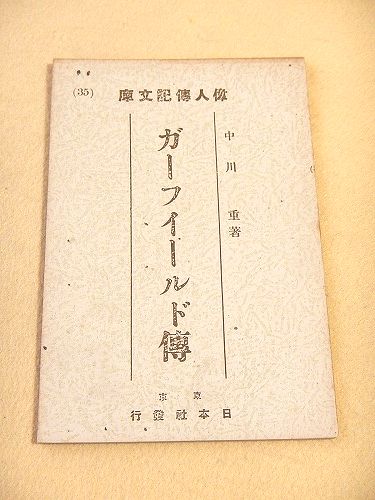 偉人傳記文庫 (35)
中川 重著
ガーフイールド傳
東京
日本社發行